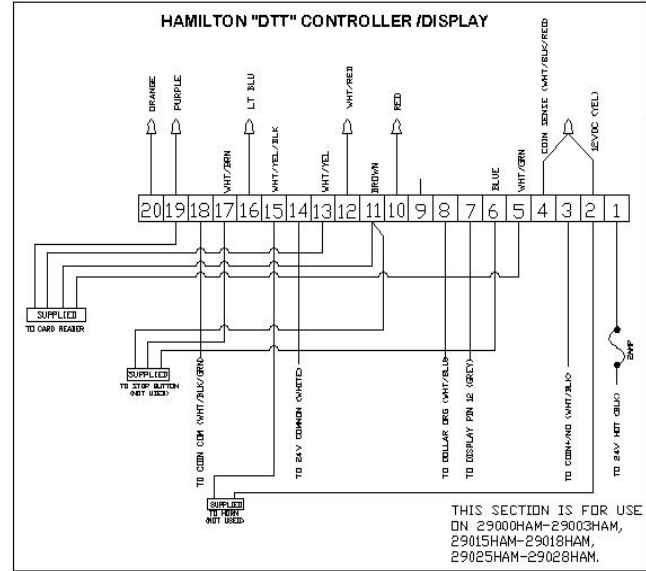 HAMILTON "DTT" CONTROLLER /DISPLAY
ORANGE
PURPLE
WHT/BRN
LT BLU
WHT/YEL/BLK
WHT/YEL
WHT/RED
BROWN
RED
BLUE
WHT/GRN
COIN SENSE (WHT/BLK/RED)
12VDC (YEL)
20 19 18 17 16 15 14 13 12 11 10 9 8 7 6 5 4 3 2 1
SUPPLIED
TO CARD READER
SUPPLIED
TO STOP BUTTON
(NOT USED)
TO COIN COM (WHT/BLK/GRN)
SUPPLIED
TO HORN
(NOT USED)
TO 24V COMMON (WHITE)
TO DOLLAR ORG (WHT/BLU)
TO DISPLAY PIN 12 (GREY)
TO COIN+/NO (WHT/BLK)
2AMP
TO 24V HOT (BLK)
THIS SECTION IS FOR USE
ON 29000HAM-29003HAM,
29015HAM-29018HAM,
29025HAM-29028HAM.